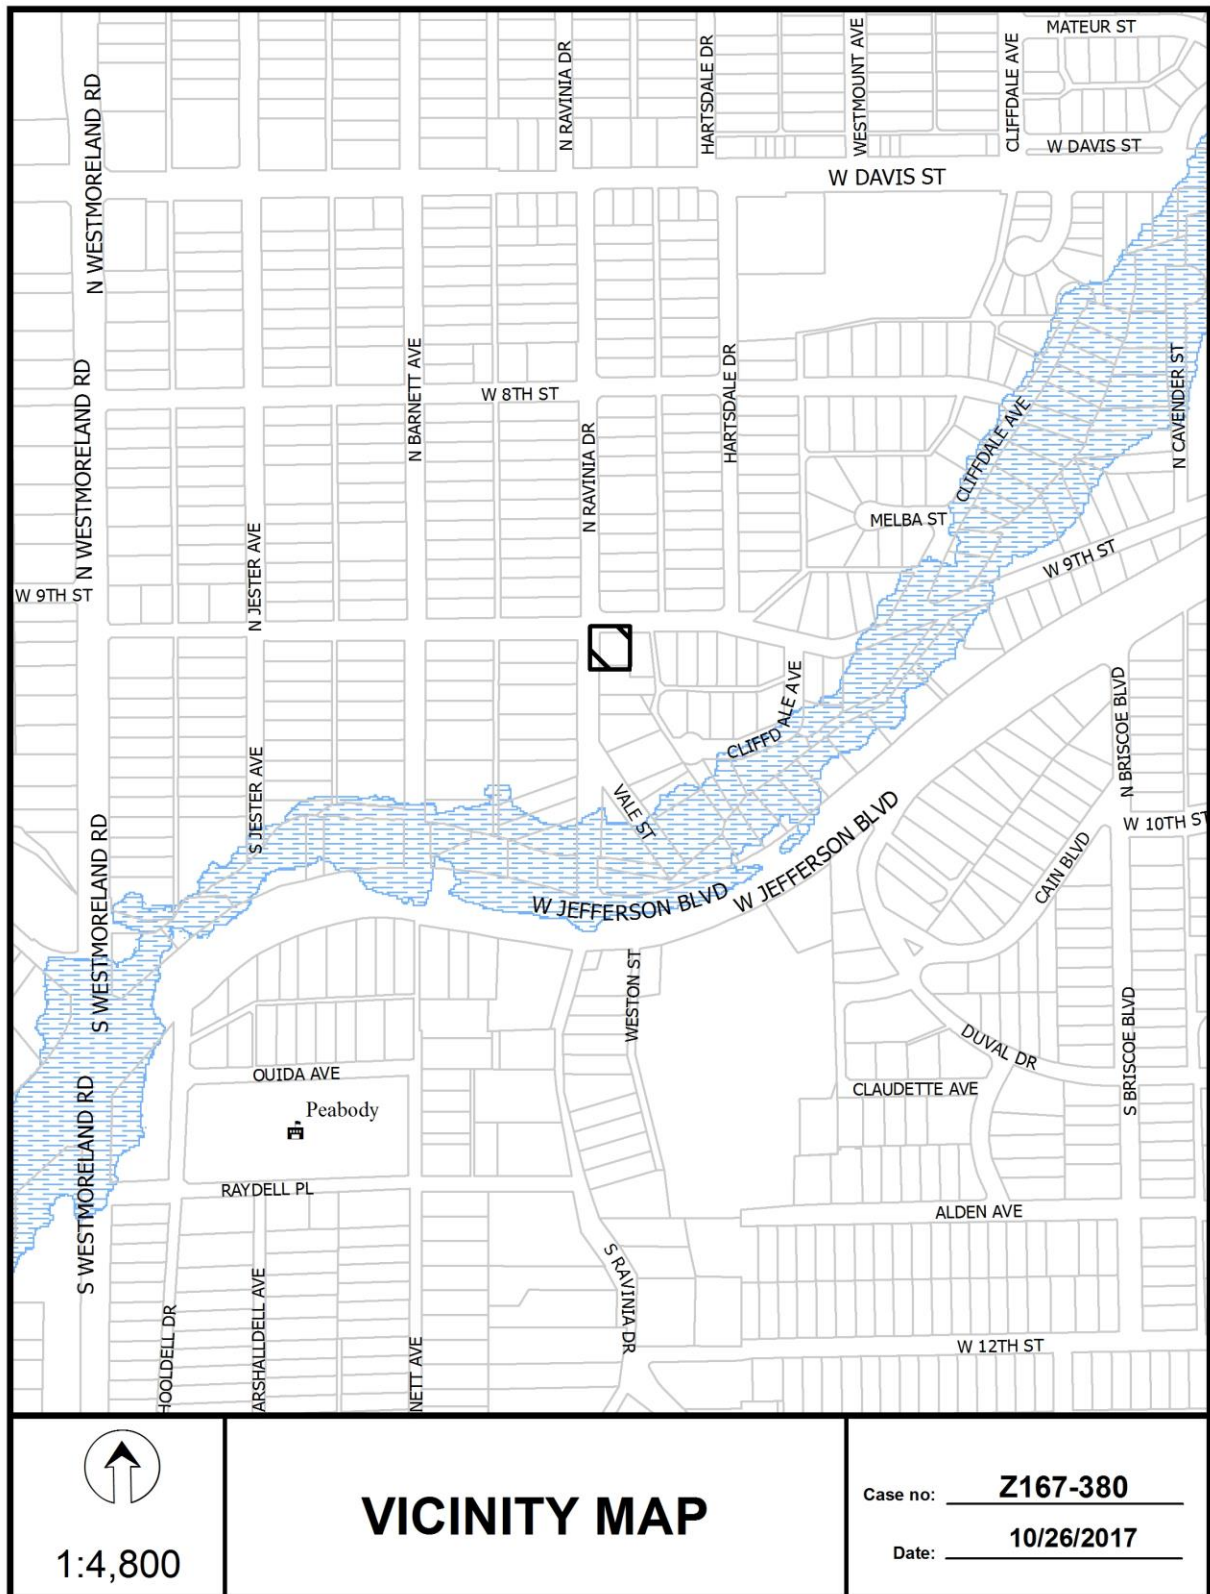 MATEUR ST
N RAVINIA DR
HARTSDALE DR
WESTMOUNT AVE
CLIFFDALE AVE
N WESTMORELAND RD
W DAVIS ST
W DAVIS ST
N WESTMORELAND RD
N BARNETT AVE
W 8TH ST
HARTSDALE DR
N CAVENDER ST
N RAVINIA DR
CLIFFDALE AVE
MELBA ST
N JESTER AVE
W 9TH ST
W 9TH ST
CLIFFD ALE AVE
N BRISCOE BLVD
S JESTER AVE
VALE ST
W 10TH ST
S WESTMORELAND RD
CAIN BLVD
W JEFFERSON BLVD
W JEFFERSON BLVD
WESTON ST
DUVAL DR
S BRISCOE BLVD
OUIDA AVE
CLAUDETTE AVE
Peabody
S WESTMORELAND RD
RAYDELL PL
ALDEN AVE
S RAVINIA DR
HOOLDELL DR
ARSHALLDELL AVE
NETT AVE
W 12TH ST
1:4,800
VICINITY MAP
Case no: Z167-380
Date: 10/26/2017